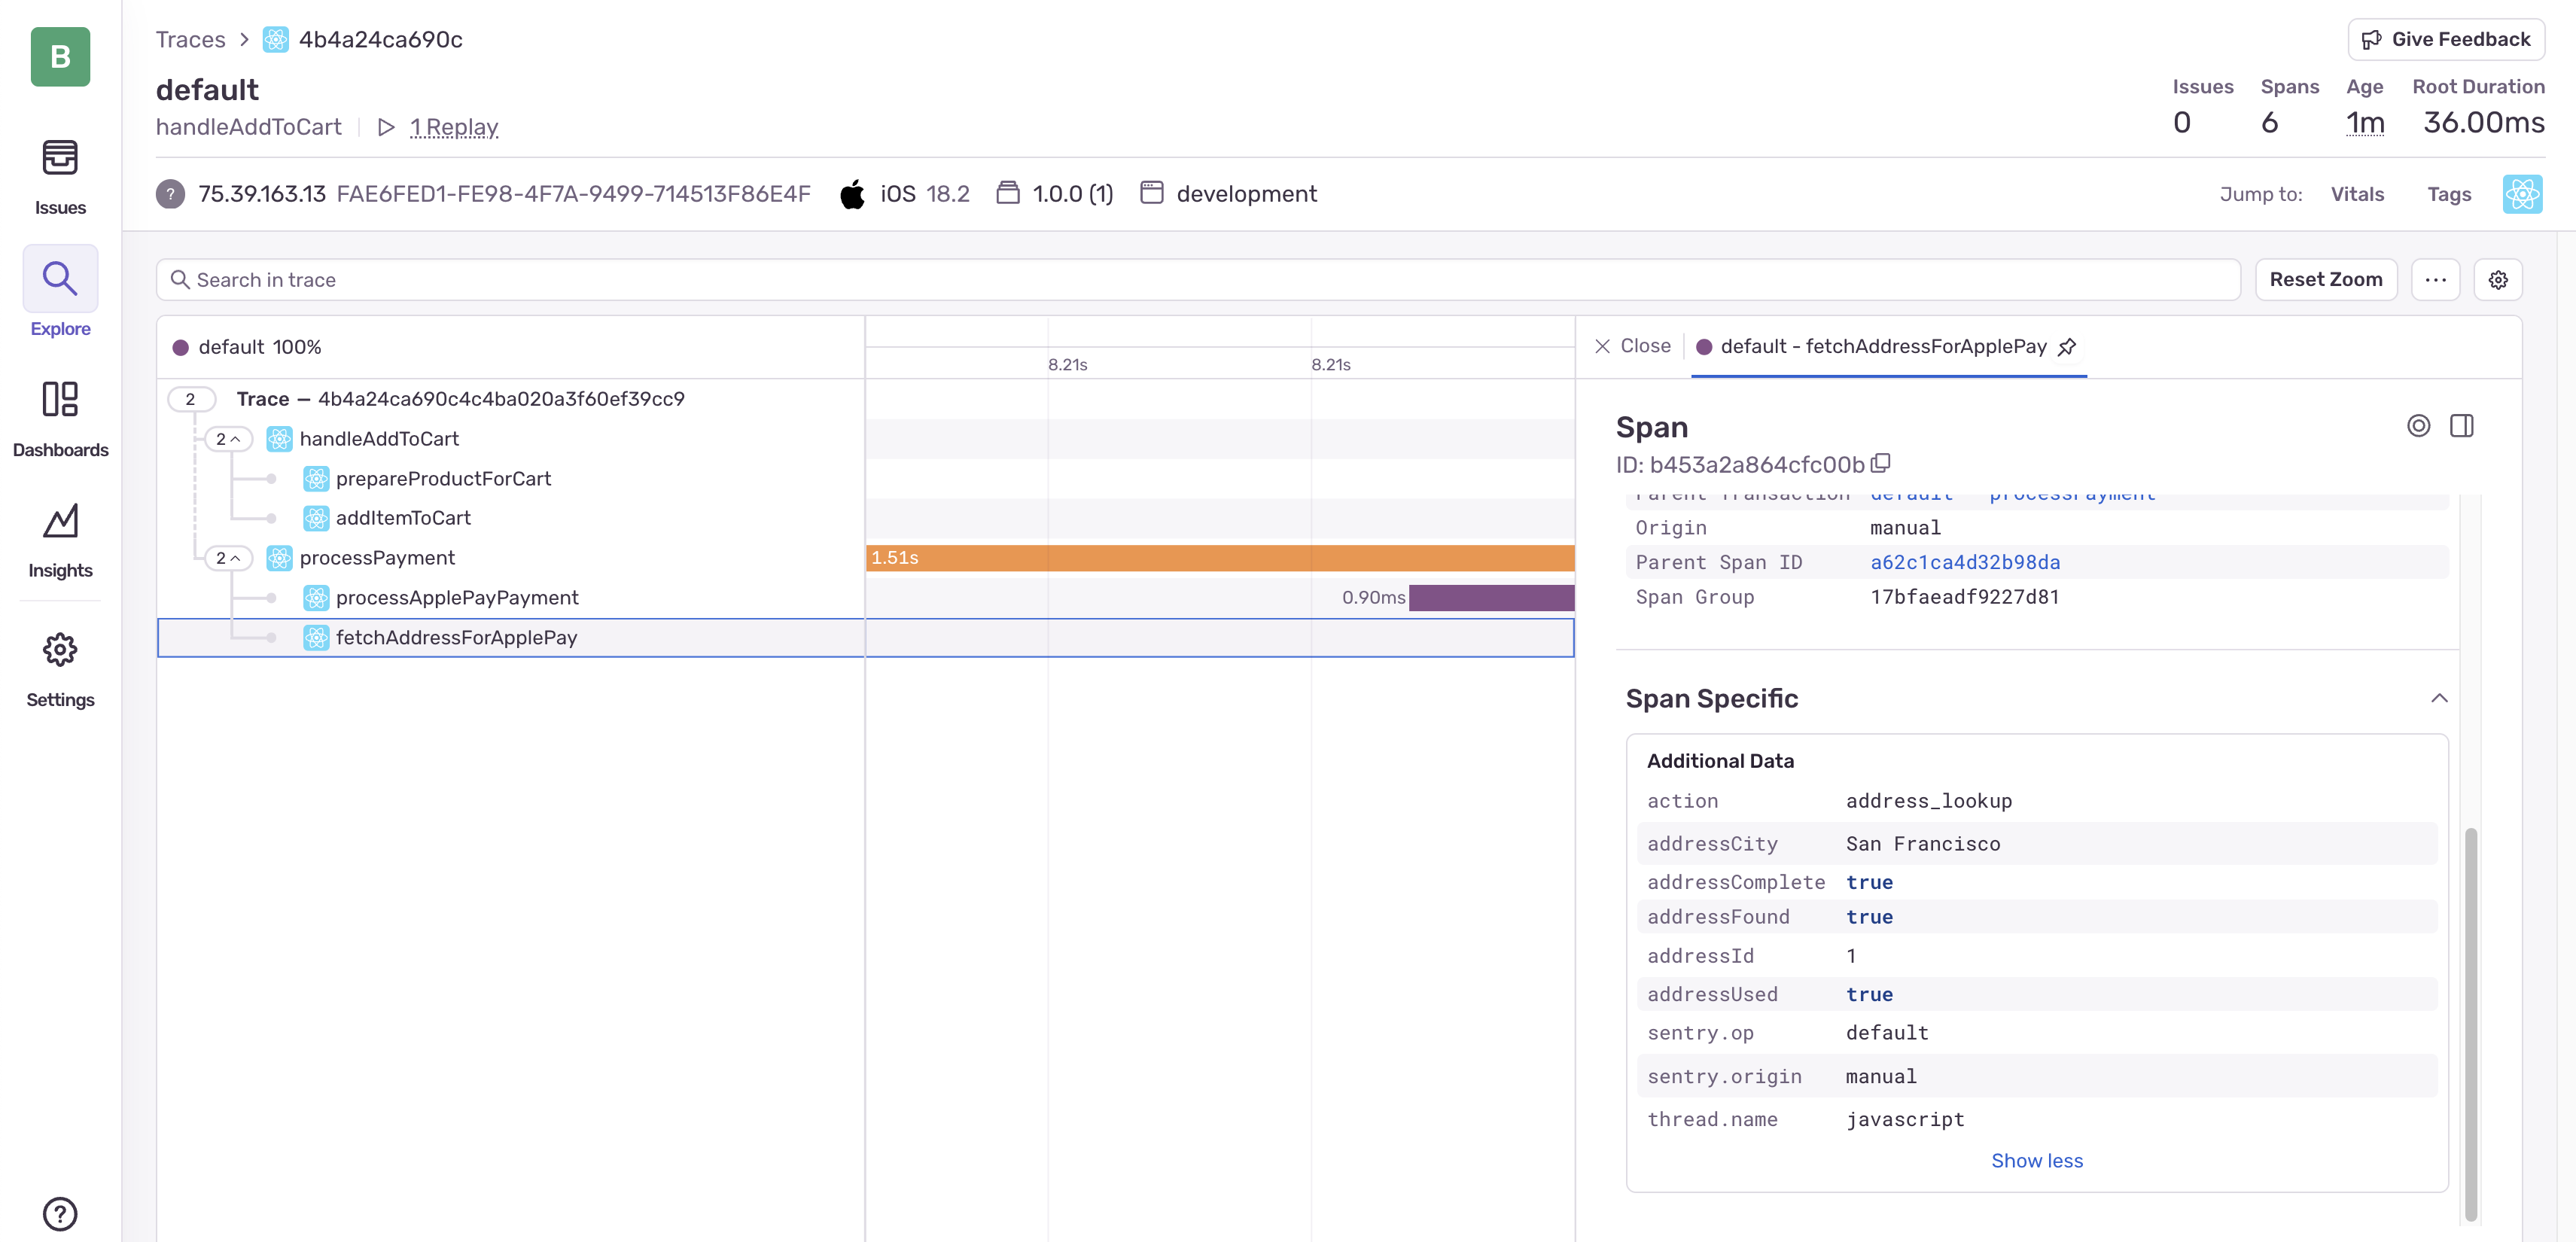 B
Issues
Explore
Dashboards
Insights
Settings
?
Traces > 4b4a24ca690c
Give Feedback
default
handleAddToCart 1 Replay
Issues Spans Age Root Duration
0 6 1m 36.00ms
? 75.39.163.13 FAE6FED1-FE98-4F7A-9499-714513F86E4F iOS 18.2 1.0.0 (1) development
Jump to: Vitals Tags
Search in trace
Reset Zoom
default 100%
8.21s 8.21s
2 Trace — 4b4a24ca690c4c4ba020a3f60ef39cc9
2 handleAddToCart
prepareProductForCart
addItemToCart
2 processPayment 1.51s
processApplePayPayment 0.90ms
fetchAddressForApplePay
Close default - fetchAddressForApplePay
Span
ID: b453a2a864cfc00b
Parent Transaction default - processPayment
Origin manual
Parent Span ID a62c1ca4d32b98da
Span Group 17bfaeadf9227d81
Span Specific
Additional Data
action address_lookup
addressCity San Francisco
addressComplete true
addressFound true
addressId 1
addressUsed true
sentry.op default
sentry.origin manual
thread.name javascript
Show less